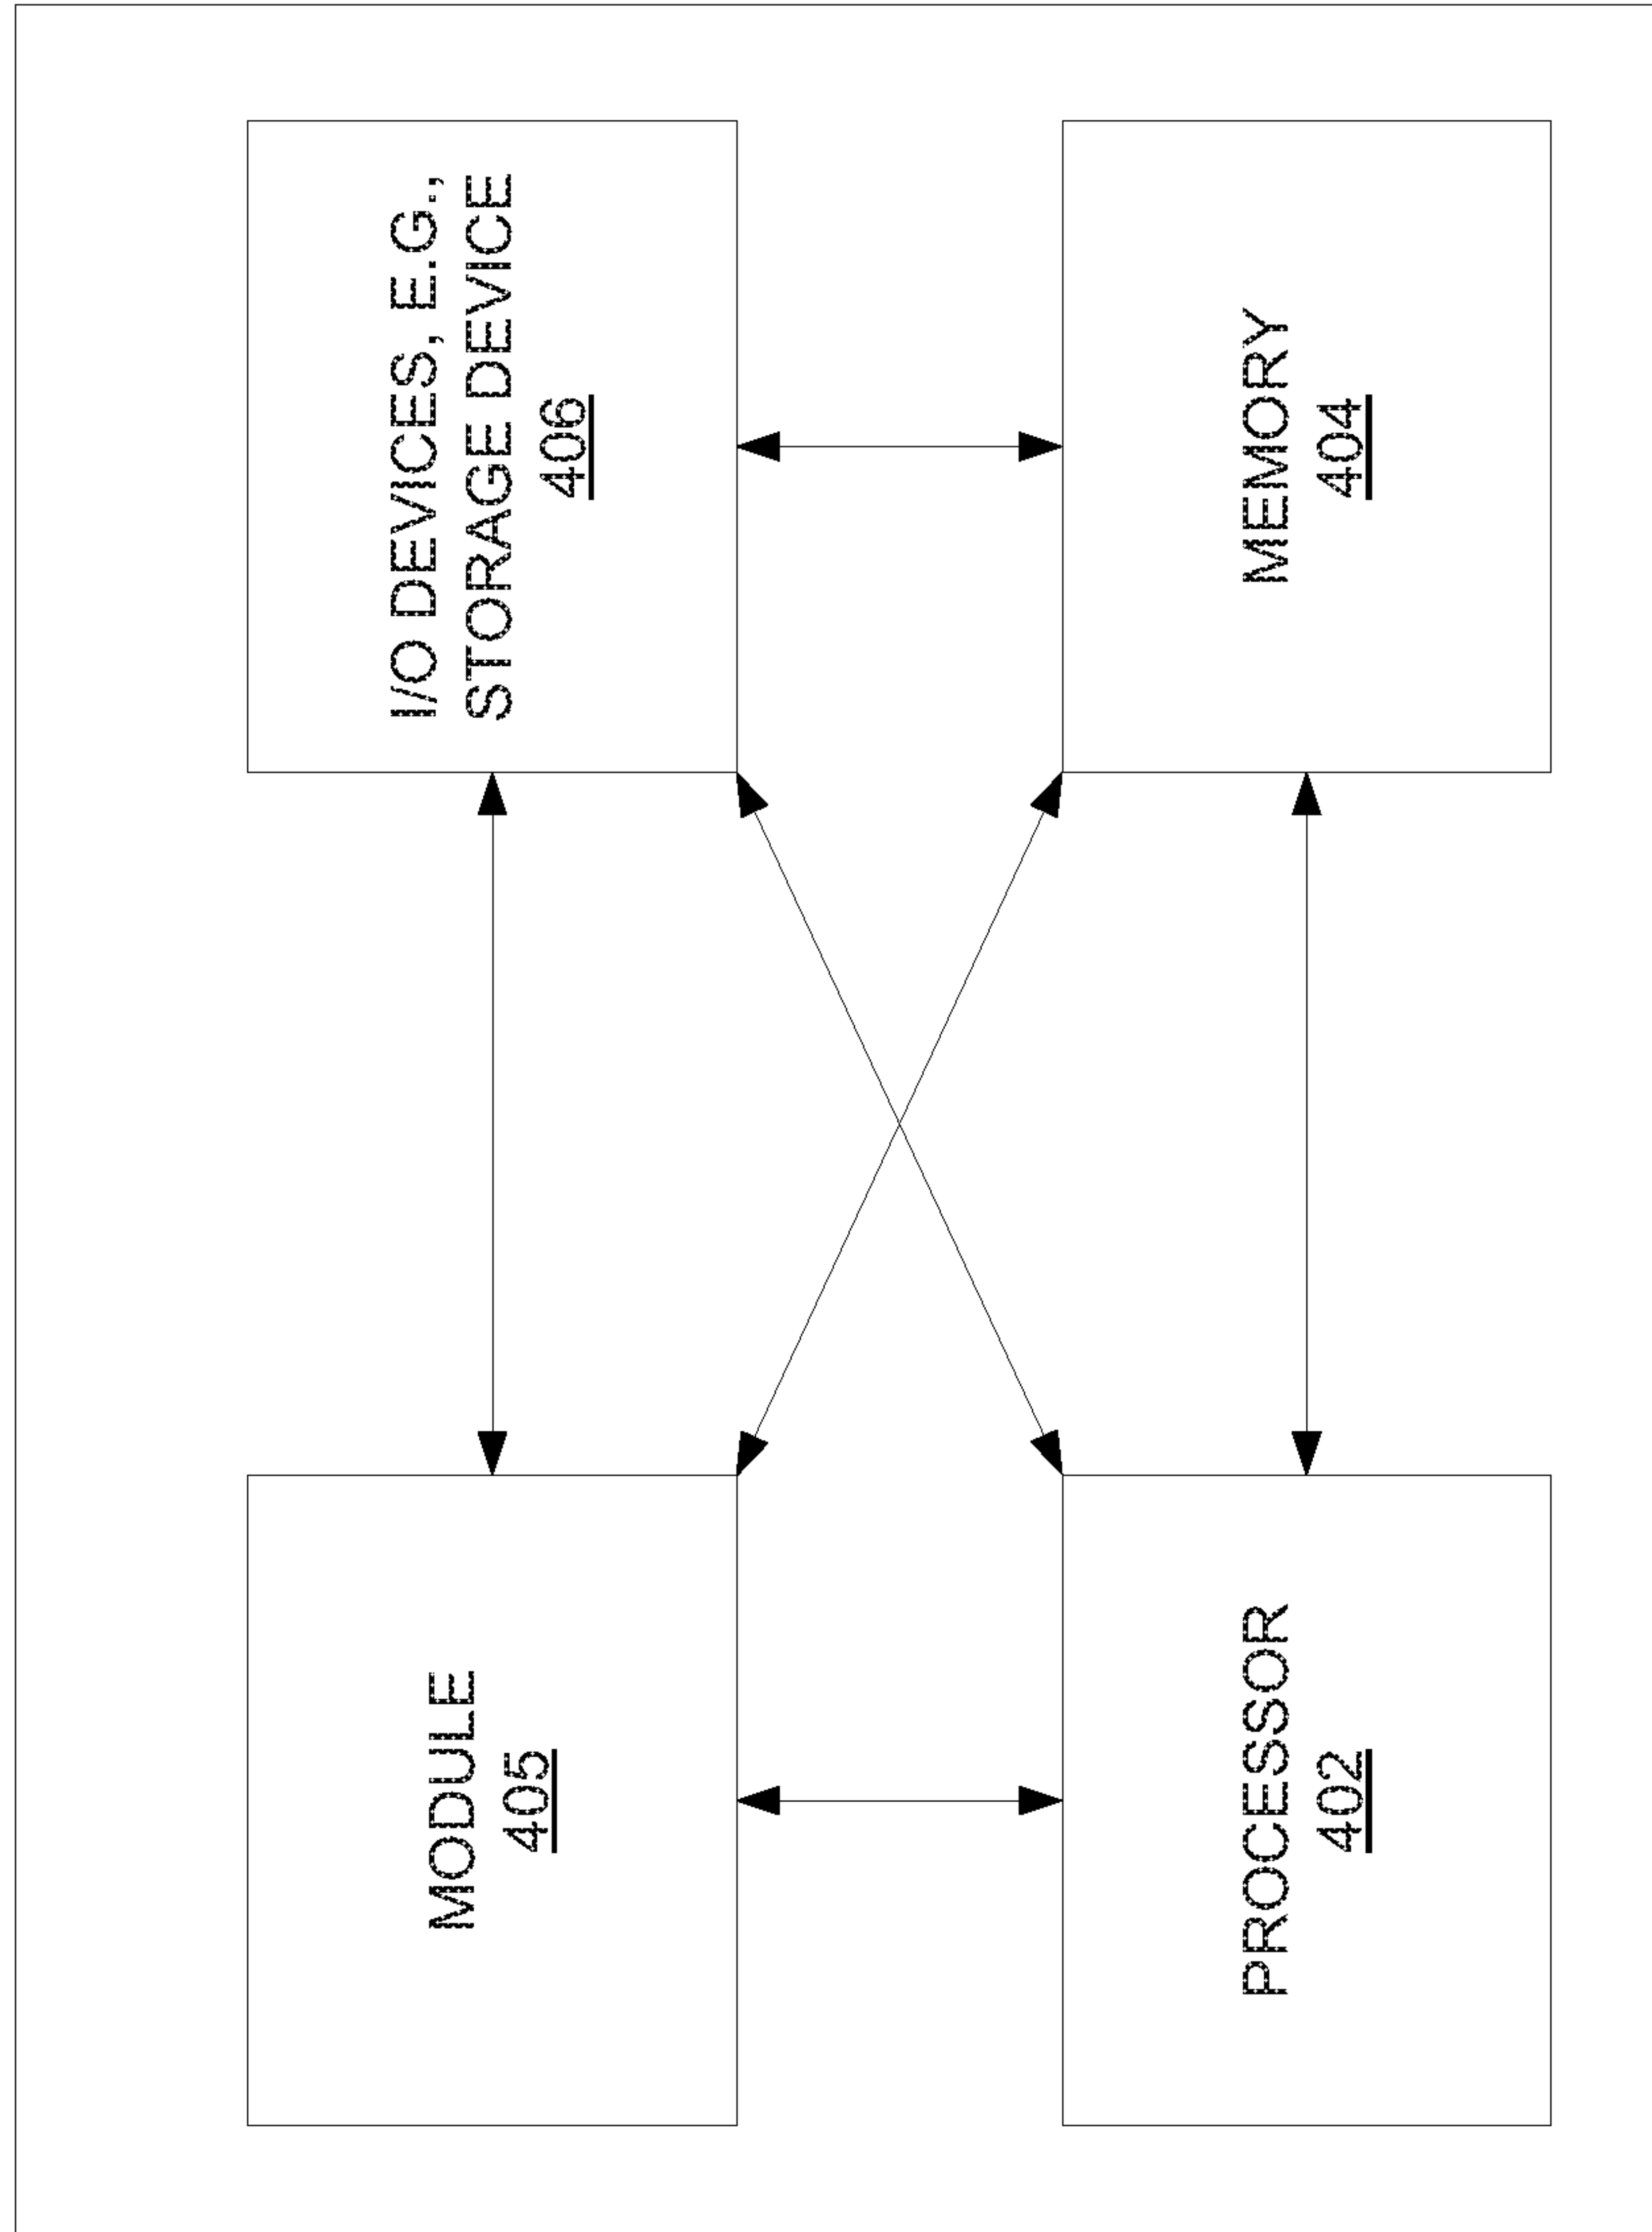 MODULE
405
I/O DEVICES, E.G.,
STORAGE DEVICE
406
PROCESSOR
402
MEMORY
404